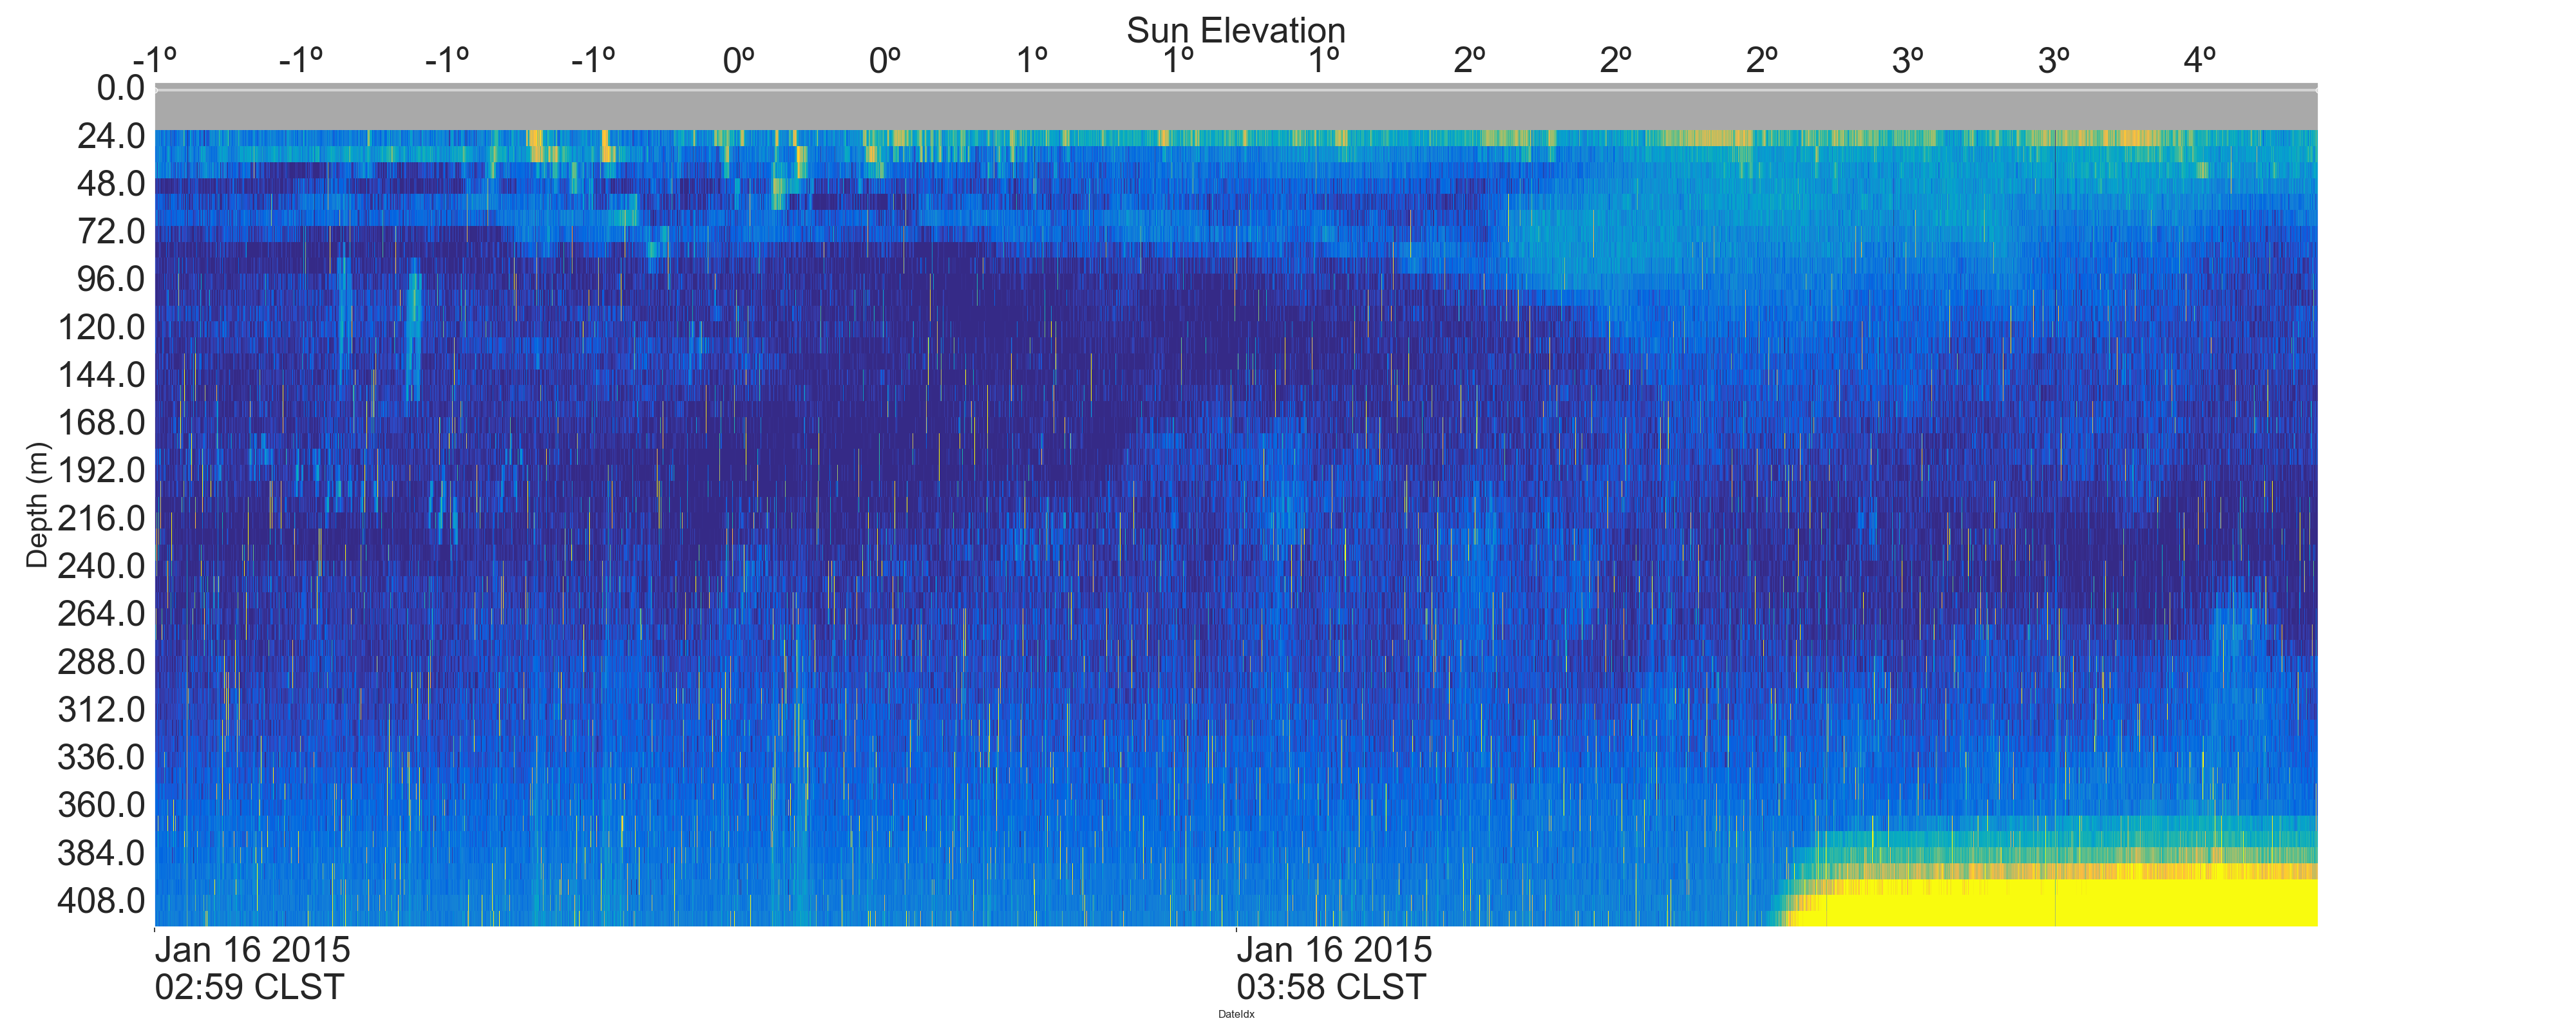 Sun Elevation
-1º -1º -1º -1º 0º 0º 1º 1º 1º 2º 2º 2º 3º 3º 4º
0.0
24.0
48.0
72.0
96.0
120.0
144.0
168.0
192.0
216.0
240.0
264.0
288.0
312.0
336.0
360.0
384.0
408.0
Depth (m)
Jan 16 2015
02:59 CLST
Jan 16 2015
03:58 CLST
DateIdx